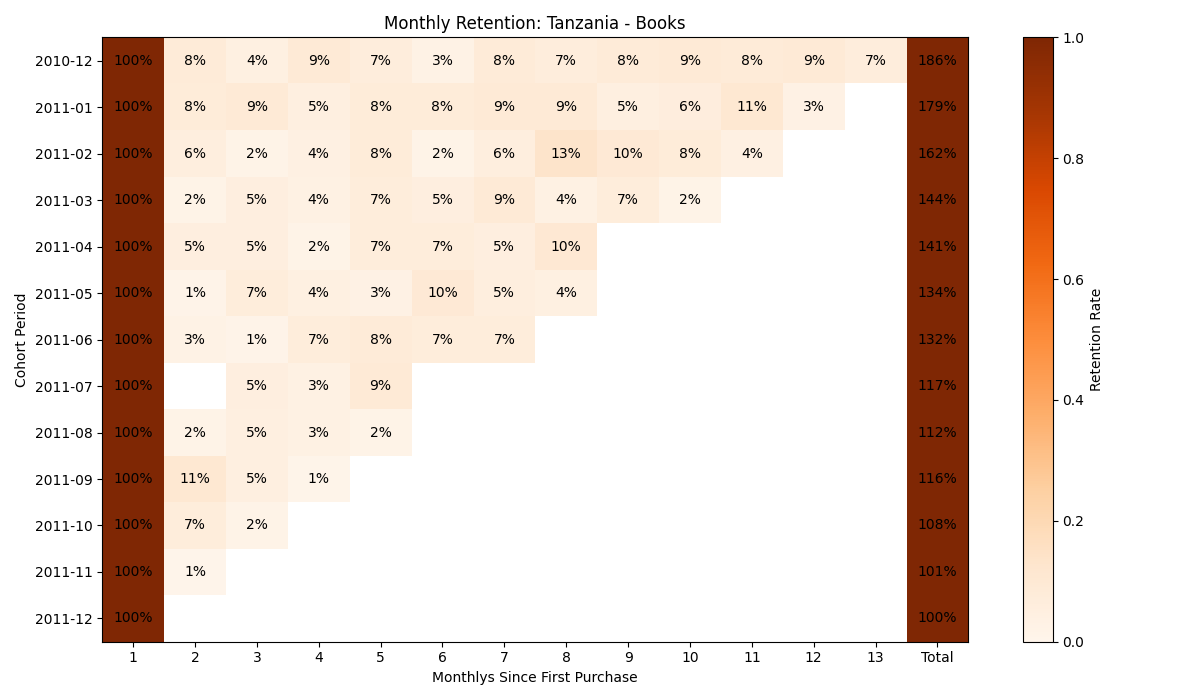 Monthly Retention: Tanzania - Books
2010-12 100% 8% 4% 9% 7% 3% 8% 7% 8% 9% 8% 9% 7% 186%
2011-01 100% 8% 9% 5% 8% 8% 9% 9% 5% 6% 11% 3% 179%
2011-02 100% 6% 2% 4% 8% 2% 6% 13% 10% 8% 4% 162%
2011-03 100% 2% 5% 4% 7% 5% 9% 4% 7% 2% 144%
2011-04 100% 5% 5% 2% 7% 7% 5% 10% 141%
2011-05 100% 1% 7% 4% 3% 10% 5% 4% 134%
2011-06 100% 3% 1% 7% 8% 7% 7% 132%
2011-07 100% 5% 3% 9% 117%
2011-08 100% 2% 5% 3% 2% 112%
2011-09 100% 11% 5% 1% 116%
2011-10 100% 7% 2% 108%
2011-11 100% 1% 101%
2011-12 100% 100%
1 2 3 4 5 6 7 8 9 10 11 12 13 Total
Monthlys Since First Purchase
Cohort Period
1.0
0.8
0.6
0.4
0.2
0.0
Retention Rate